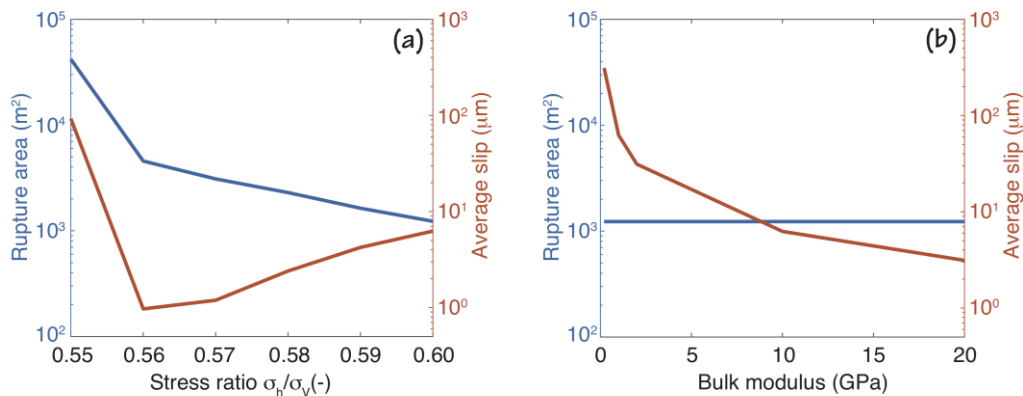 (a)
10⁵
10⁴
10³
10²
Rupture area (m²)
10³
10²
10¹
10⁰
Average slip (μm)
0.55 0.56 0.57 0.58 0.59 0.60
Stress ratio σₕ/σᵥ(-)
(b)
10⁵
10⁴
10³
10²
Rupture area (m²)
10³
10²
10¹
10⁰
Average slip (μm)
0 5 10 15 20
Bulk modulus (GPa)